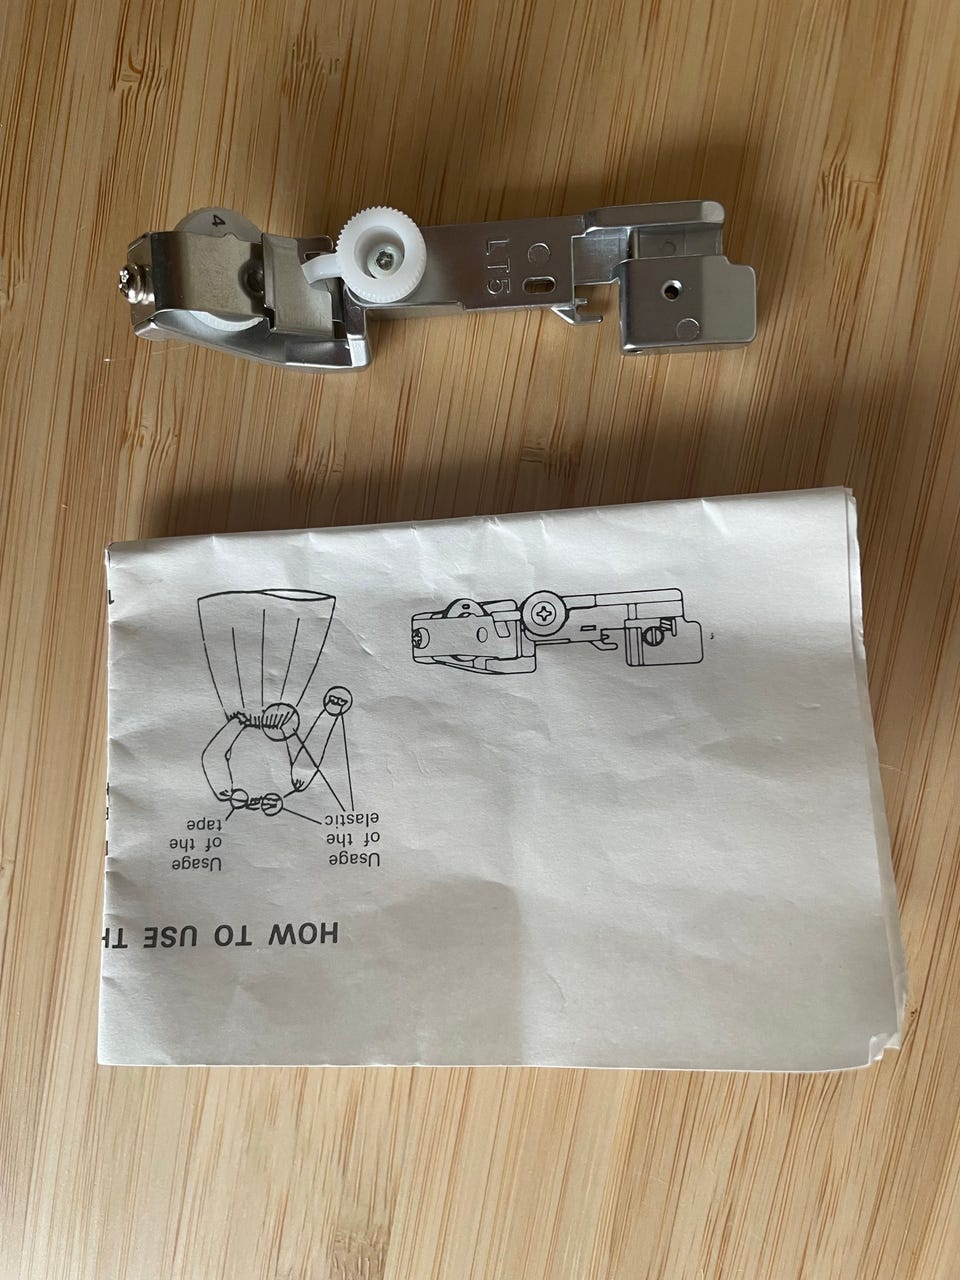 4
LT5
HOW TO USE TH
Usage
of the
elastic
Usage
of the
tape